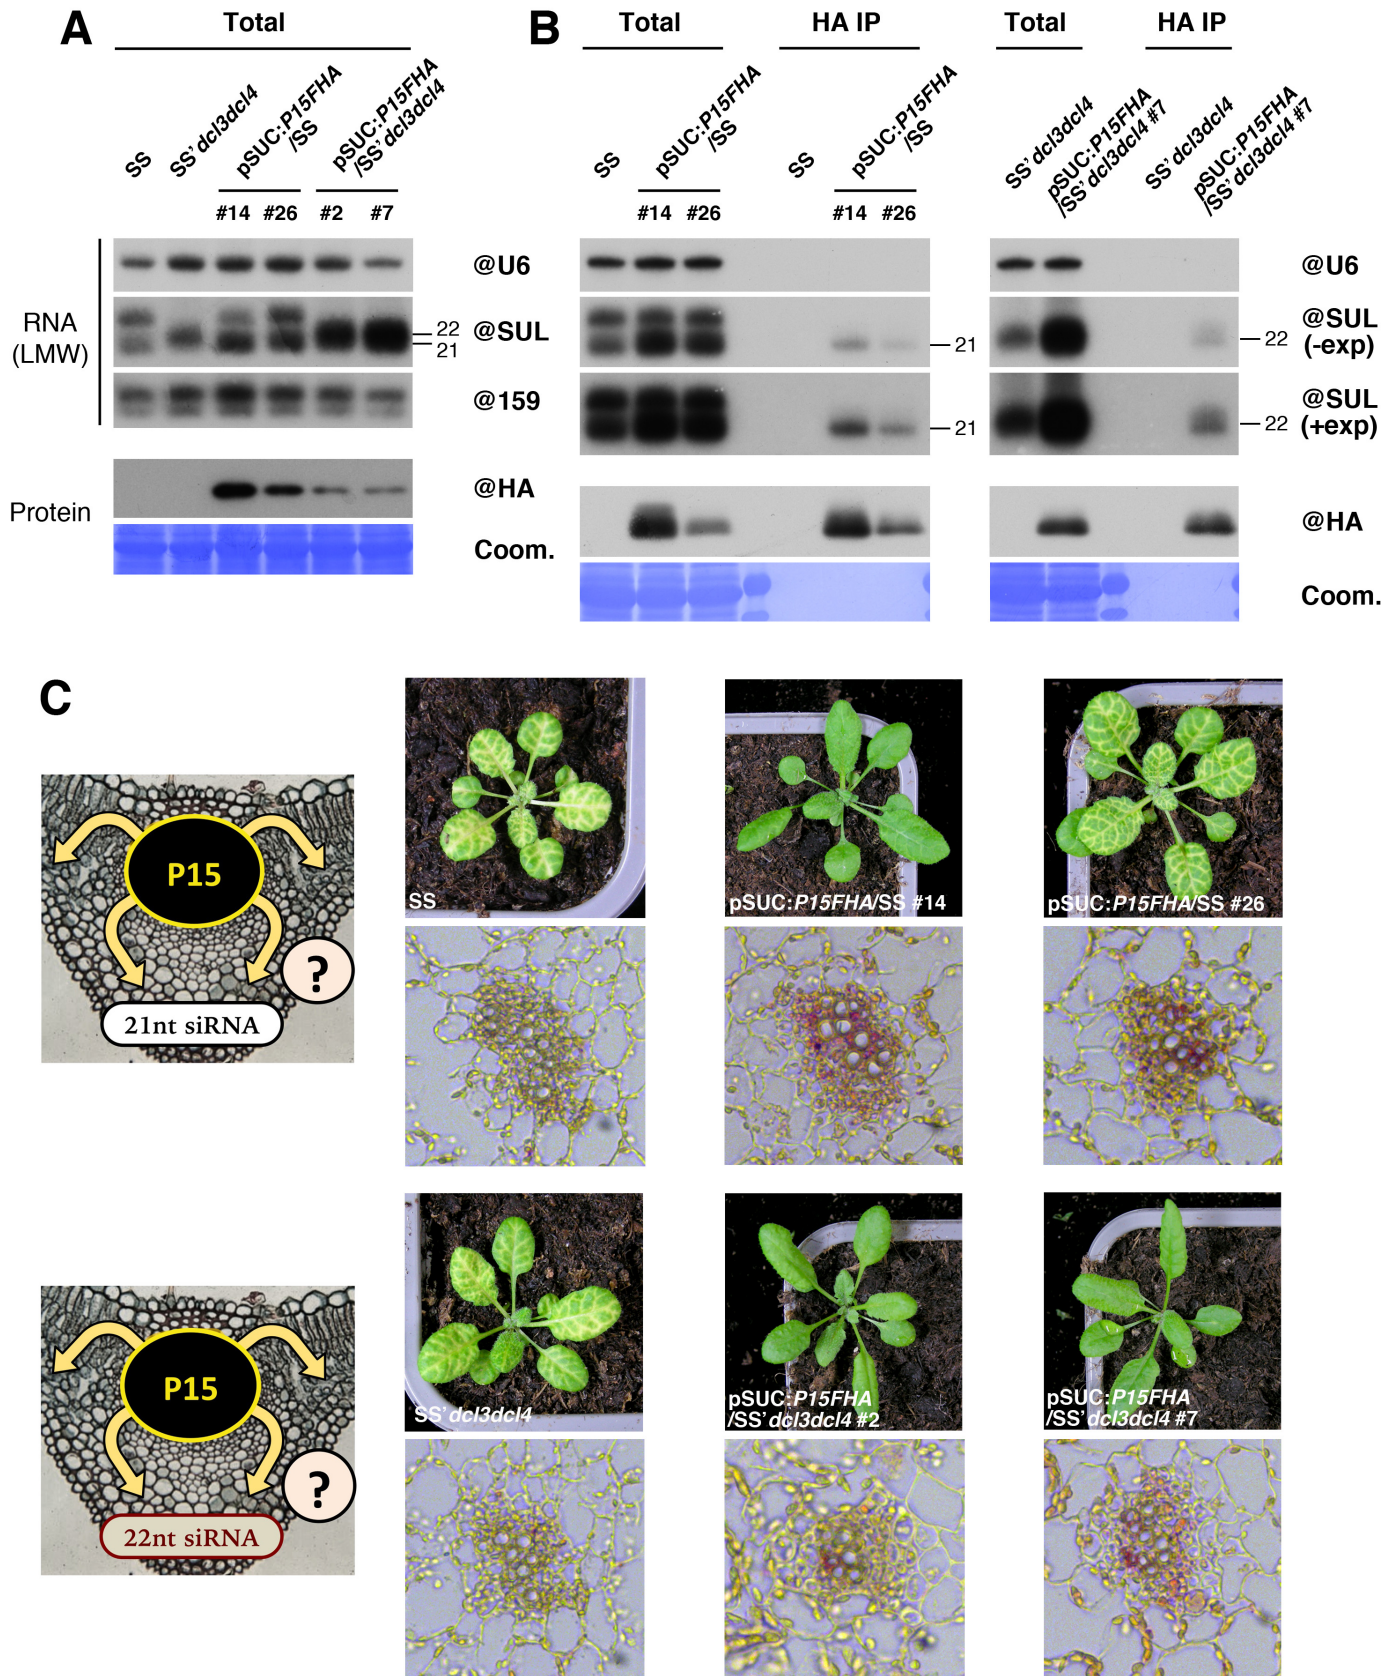 A
Total
SS
SS' dcl3dcl4
pSUC:P15FHA
/SS
pSUC:P15FHA
/SS'dcl3dcl4
#14 #26 #2 #7
RNA
(LMW)
@U6
@SUL
22
21
@159
Protein
@HA
Coom.
B
Total
HA IP
Total
HA IP
SS
pSUC:P15FHA
/SS
SS
pSUC:P15FHA
/SS
SS' dcl3dcl4
pSUC:P15FHA
/SS'dcl3dcl4 #7
SS' dcl3dcl4
pSUC:P15FHA
/SS'dcl3dcl4 #7
#14 #26 #14 #26
@U6
21
22
@SUL
(-exp)
21
22
@SUL
(+exp)
@HA
Coom.
C
P15
?
21nt siRNA
SS
pSUC:P15FHA/SS #14
pSUC:P15FHA/SS #26
P15
?
22nt siRNA
SS' dcl3dcl4
pSUC:P15FHA
/SS'dcl3dcl4 #2
pSUC:P15FHA
/SS'dcl3dcl4 #7